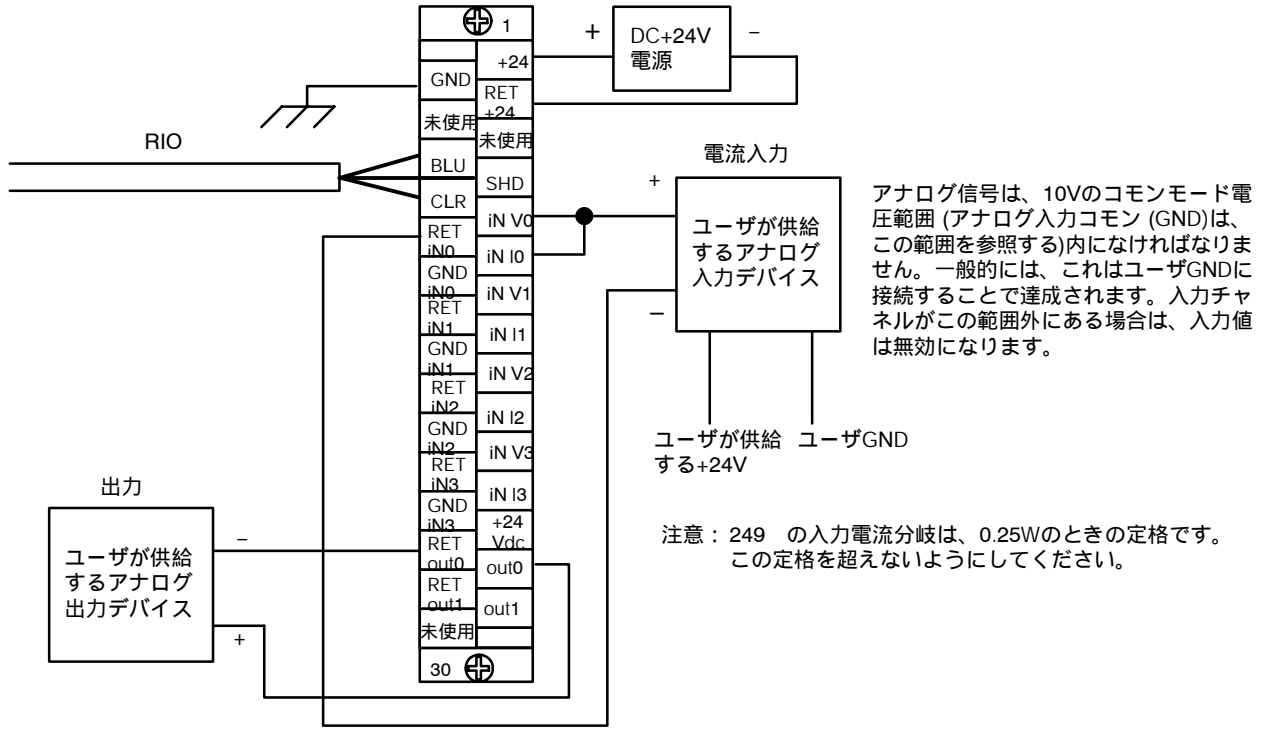 1
+
DC+24V
電源
−
+24
GND
RET
+24
未使用
未使用
RIO
BLU
SHD
CLR
iN V0
RET
iN0
iN I0
GND
iN0
iN V1
RET
iN1
iN I1
GND
iN1
iN V2
RET
iN2
iN I2
GND
iN2
iN V3
RET
iN3
iN I3
GND
iN3
+24
Vdc
RET
out0
out0
RET
out1
out1
未使用
30
電流入力
+
ユーザが供給
するアナログ
入力デバイス
−
ユーザが供給
する+24V
ユーザGND
アナログ信号は、10Vのコモンモード電
圧範囲 (アナログ入力コモン (GND)は、
この範囲を参照する)内になければなりま
せん。一般的には、これはユーザGNDに
接続することで達成されます。入力チャ
ネルがこの範囲外にある場合は、入力値
は無効になります。
出力
ユーザが供給
するアナログ
出力デバイス
−
+
注意： 249 の入力電流分岐は、0.25Wのときの定格です。
この定格を超えないようにしてください。